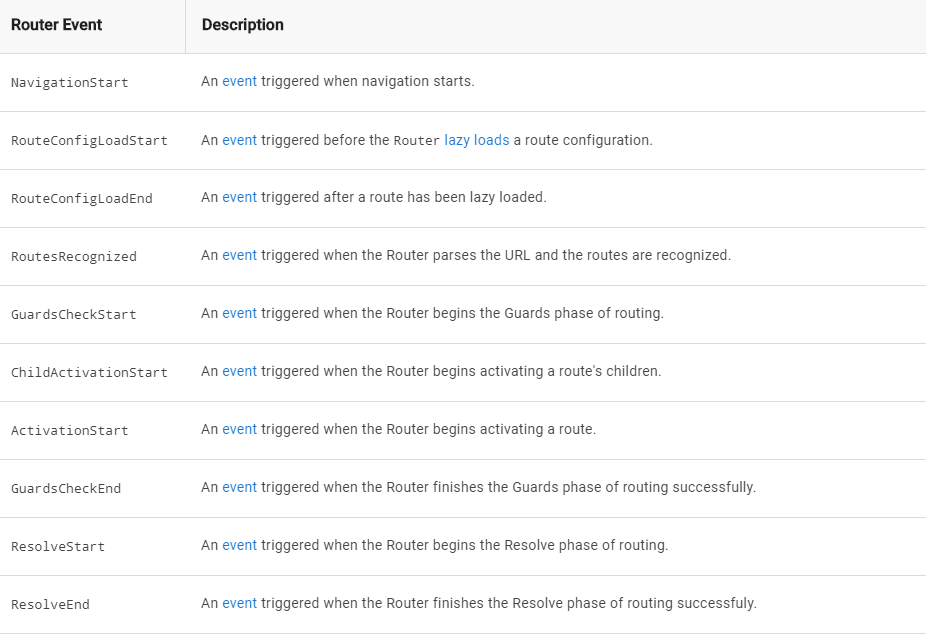 Router Event Description
NavigationStart An event triggered when navigation starts.
RouteConfigLoadStart An event triggered before the Router lazy loads a route configuration.
RouteConfigLoadEnd An event triggered after a route has been lazy loaded.
RoutesRecognized An event triggered when the Router parses the URL and the routes are recognized.
GuardsCheckStart An event triggered when the Router begins the Guards phase of routing.
ChildActivationStart An event triggered when the Router begins activating a route's children.
ActivationStart An event triggered when the Router begins activating a route.
GuardsCheckEnd An event triggered when the Router finishes the Guards phase of routing successfully.
ResolveStart An event triggered when the Router begins the Resolve phase of routing.
ResolveEnd An event triggered when the Router finishes the Resolve phase of routing successfuly.